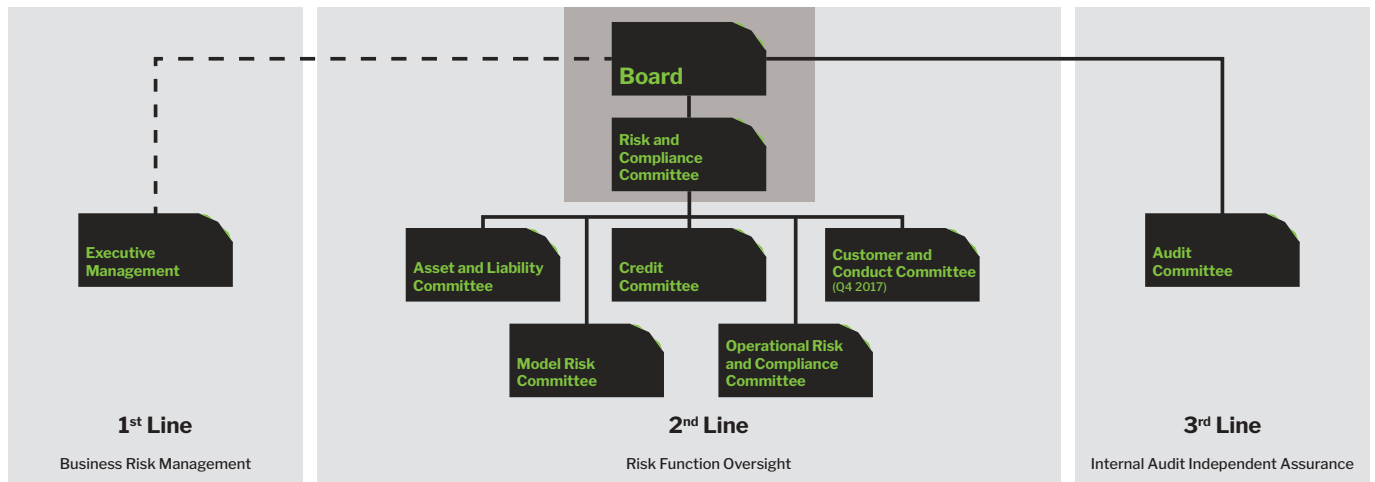 Board
Risk and
Compliance
Committee
Executive
Management
Asset and Liability
Committee
Credit
Committee
Customer and
Conduct Committee
(Q4 2017)
Audit
Committee
Model Risk
Committee
Operational Risk
and Compliance
Committee
1st Line
Business Risk Management
2nd Line
Risk Function Oversight
3rd Line
Internal Audit Independent Assurance